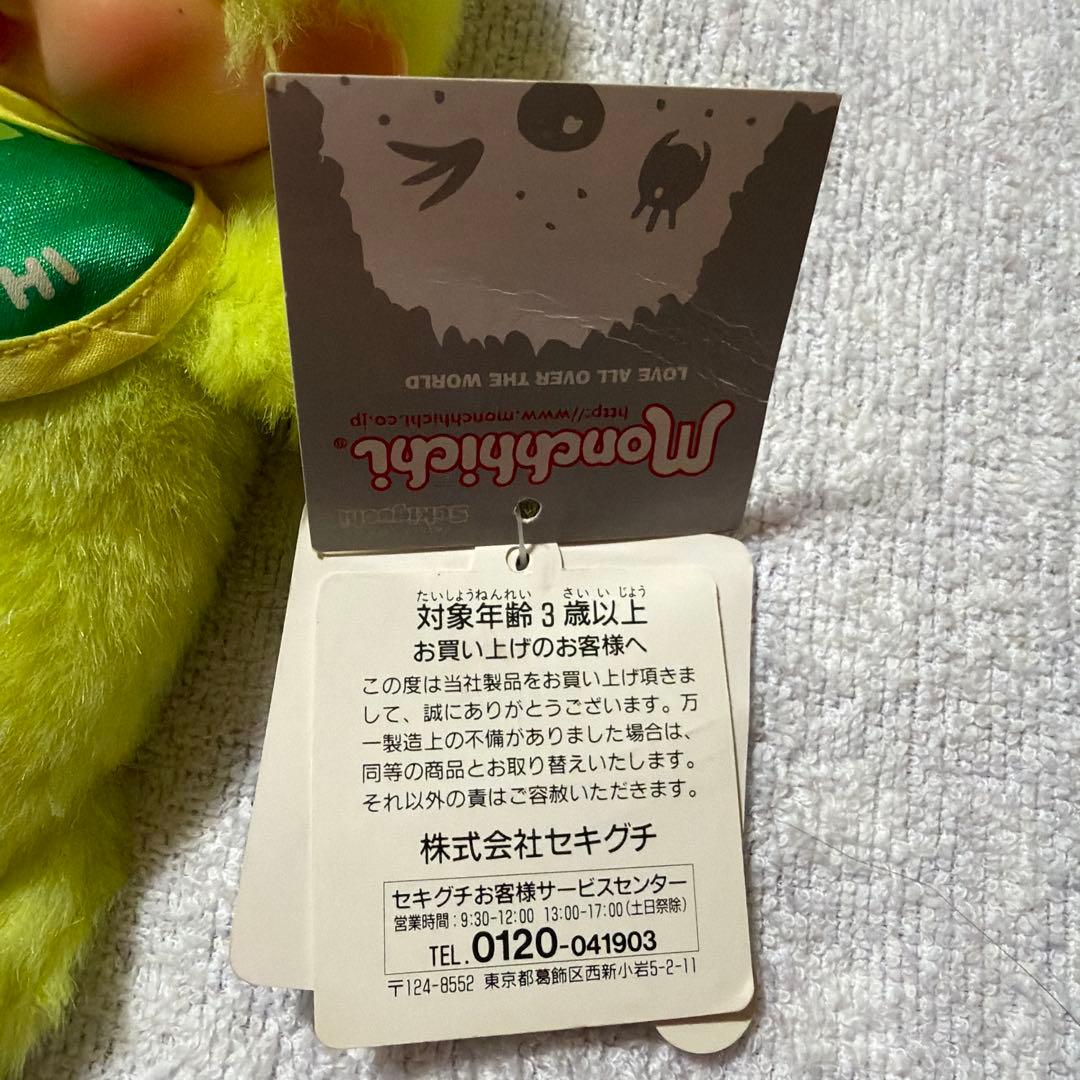 IHI
LOVE ALL OVER THE WORLD
http://www.monchhichi.co.jp
Monchhichi®
Sekiguchi
たいしょうねんれい さいいじょう
対象年齢3歳以上
お買い上げのお客様へ
この度は当社製品をお買い上げ頂きま
して、誠にありがとうございます。万
一製造上の不備がありました場合は、
同等の商品とお取り替えいたします。
それ以外の責はご容赦いただきます。
株式会社セキグチ
セキグチお客様サービスセンター
営業時間:9:30-12:00 13:00-17:00(土日祭除)
TEL.0120-041903
〒124-8552 東京都葛飾区西新小岩5-2-11